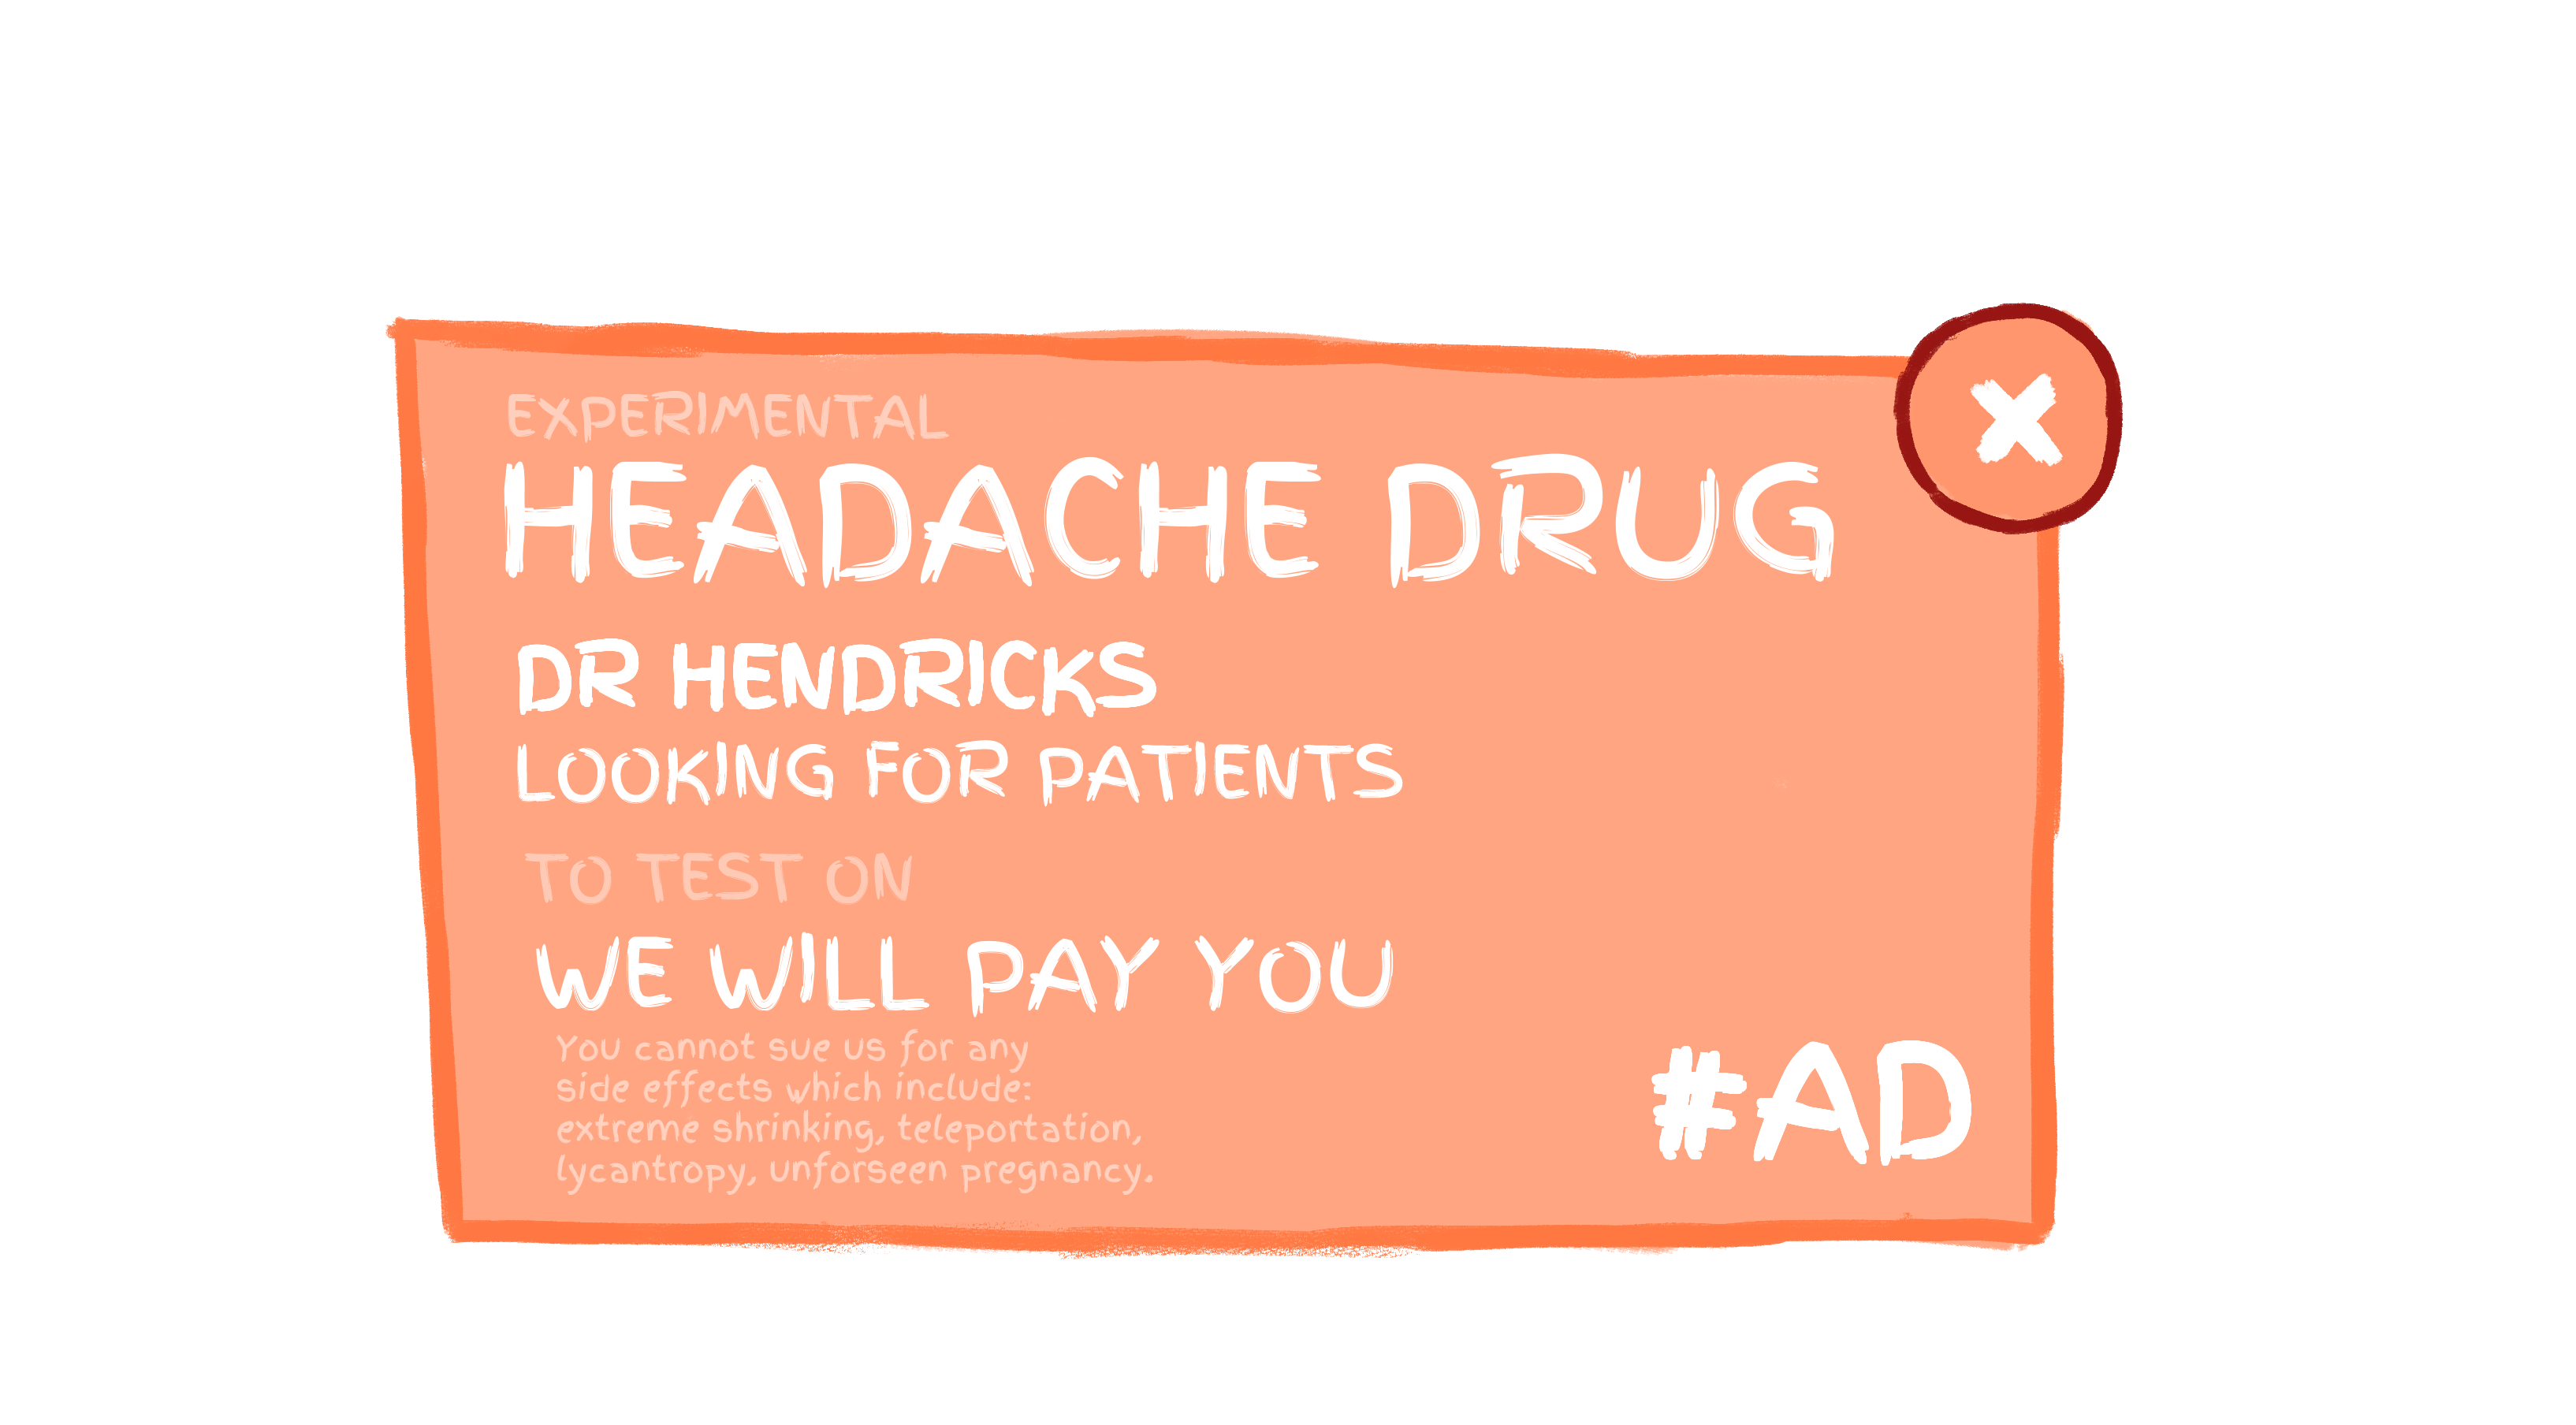 EXPERIMENTAL
HEADACHE DRUG
DR HENDRICKS
LOOKING FOR PATIENTS
TO TEST ON
WE WILL PAY YOU
You cannot sue us for any
side effects which include:
extreme shrinking, teleportation,
lycantropy, unforseen pregnancy.
#AD